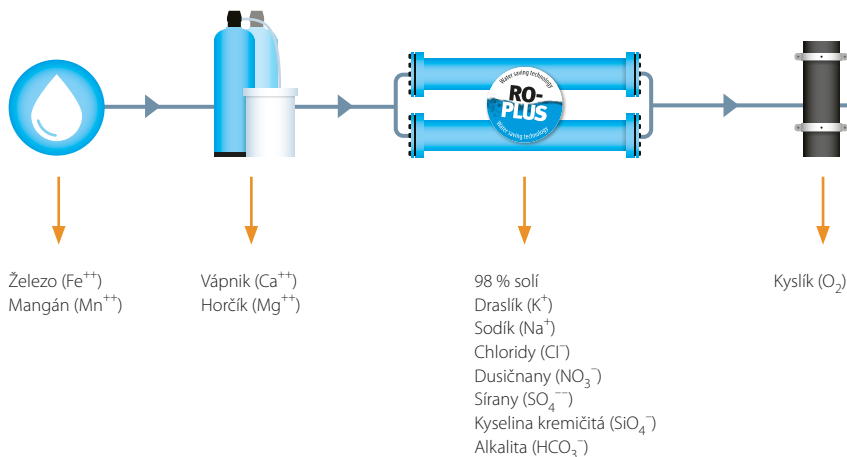 Water saving technology
RO-
PLUS
Water saving technology
Železo (Fe⁺⁺)
Mangán (Mn⁺⁺)
Vápnik (Ca⁺⁺)
Horčík (Mg⁺⁺)
98 % solí
Draslík (K⁺)
Sodík (Na⁺)
Chloridy (Cl⁻)
Dusičnany (NO₃⁻)
Sírany (SO₄⁻⁻)
Kyselina kremičitá (SiO₄⁻)
Alkalita (HCO₃⁻)
Kyslík (O₂)